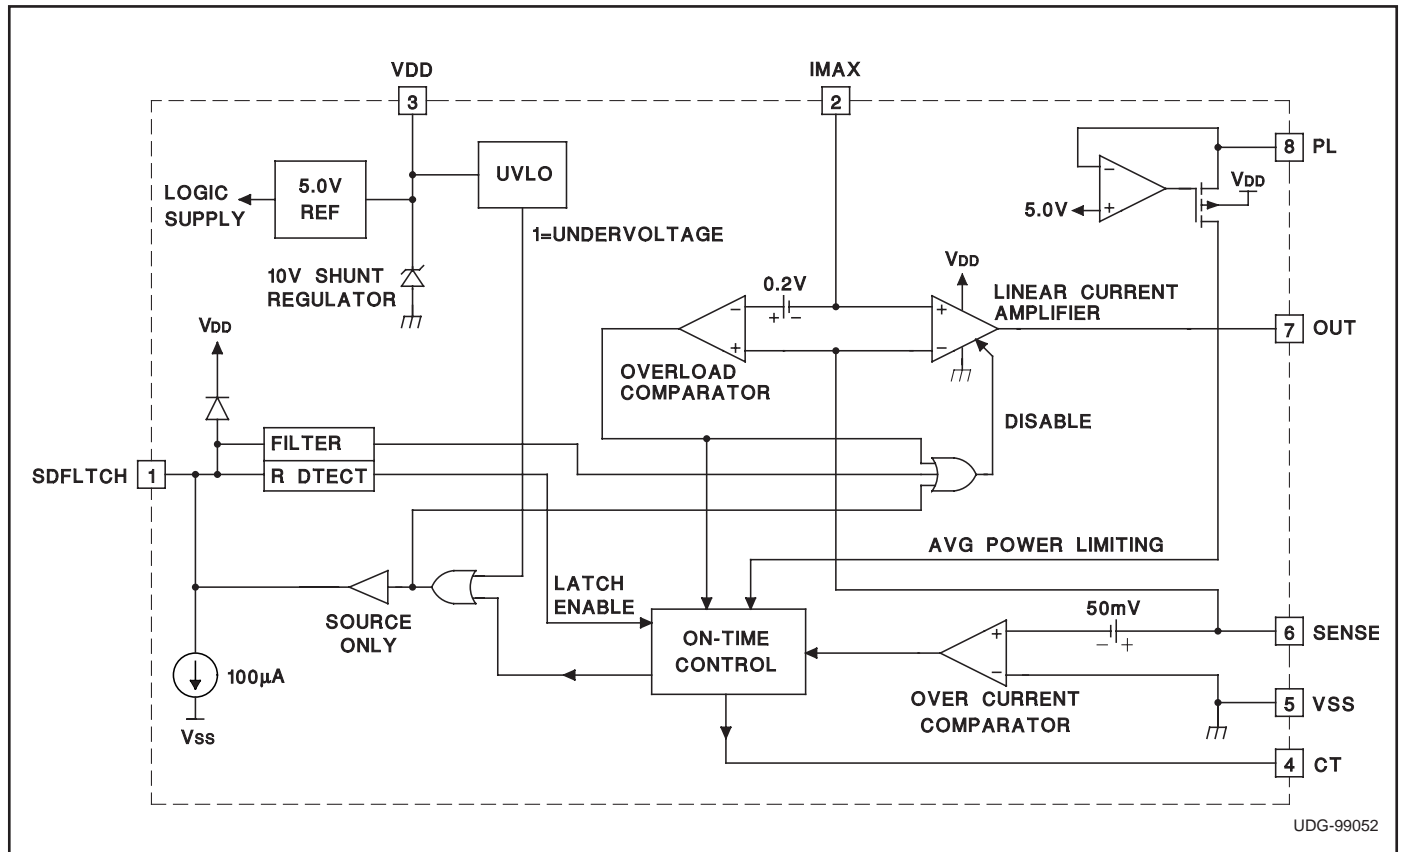 VDD
3
IMAX
2
8 PL
UVLO
5.0V
REF
LOGIC
SUPPLY
VDD
5.0V
−
+
1=UNDERVOLTAGE
10V SHUNT
REGULATOR
0.2V
+ −
VDD
LINEAR CURRENT
AMPLIFIER
−
+
+
−
7 OUT
VDD
OVERLOAD
COMPARATOR
DISABLE
FILTER
SDFLTCH 1
R DTECT
AVG POWER LIMITING
LATCH
ENABLE
SOURCE
ONLY
50mV
− +
+
−
6 SENSE
ON-TIME
CONTROL
100µA
OVER CURRENT
COMPARATOR
5 VSS
VSS
4 CT
UDG-99052